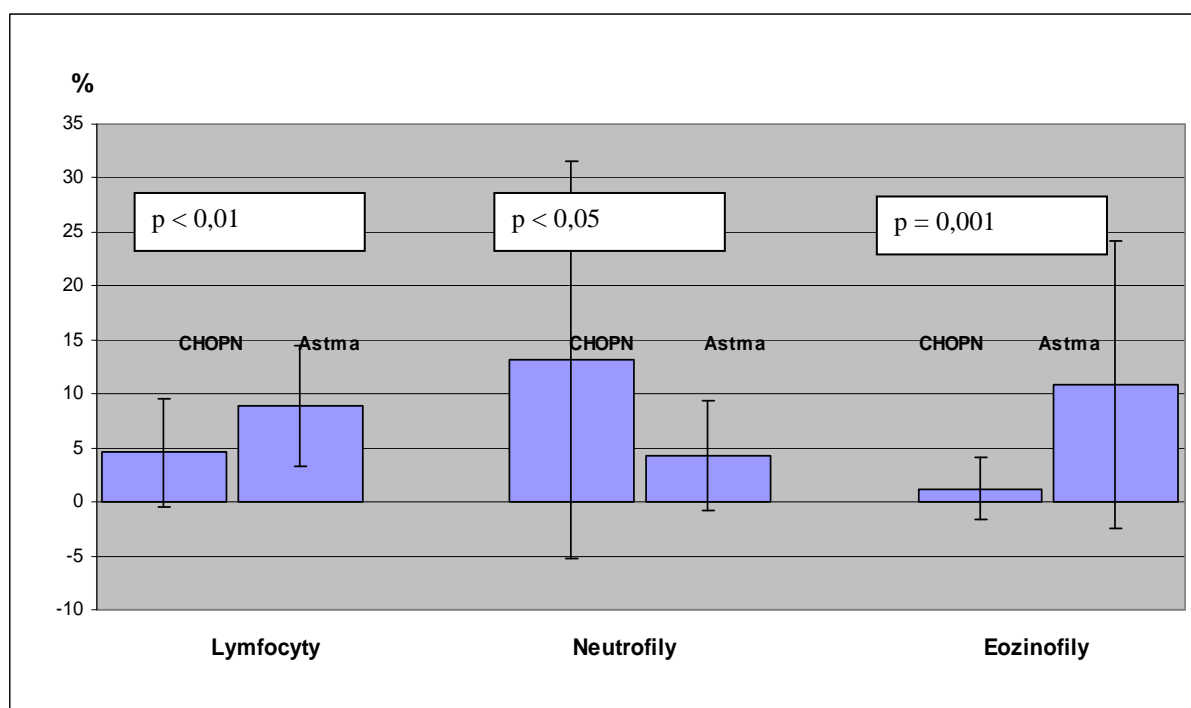 %
35
30
25
20
15
10
5
0
-5
-10
p < 0,01
p < 0,05
p = 0,001
CHOPN Astma CHOPN Astma CHOPN Astma
Lymfocyty Neutrofily Eozinofily